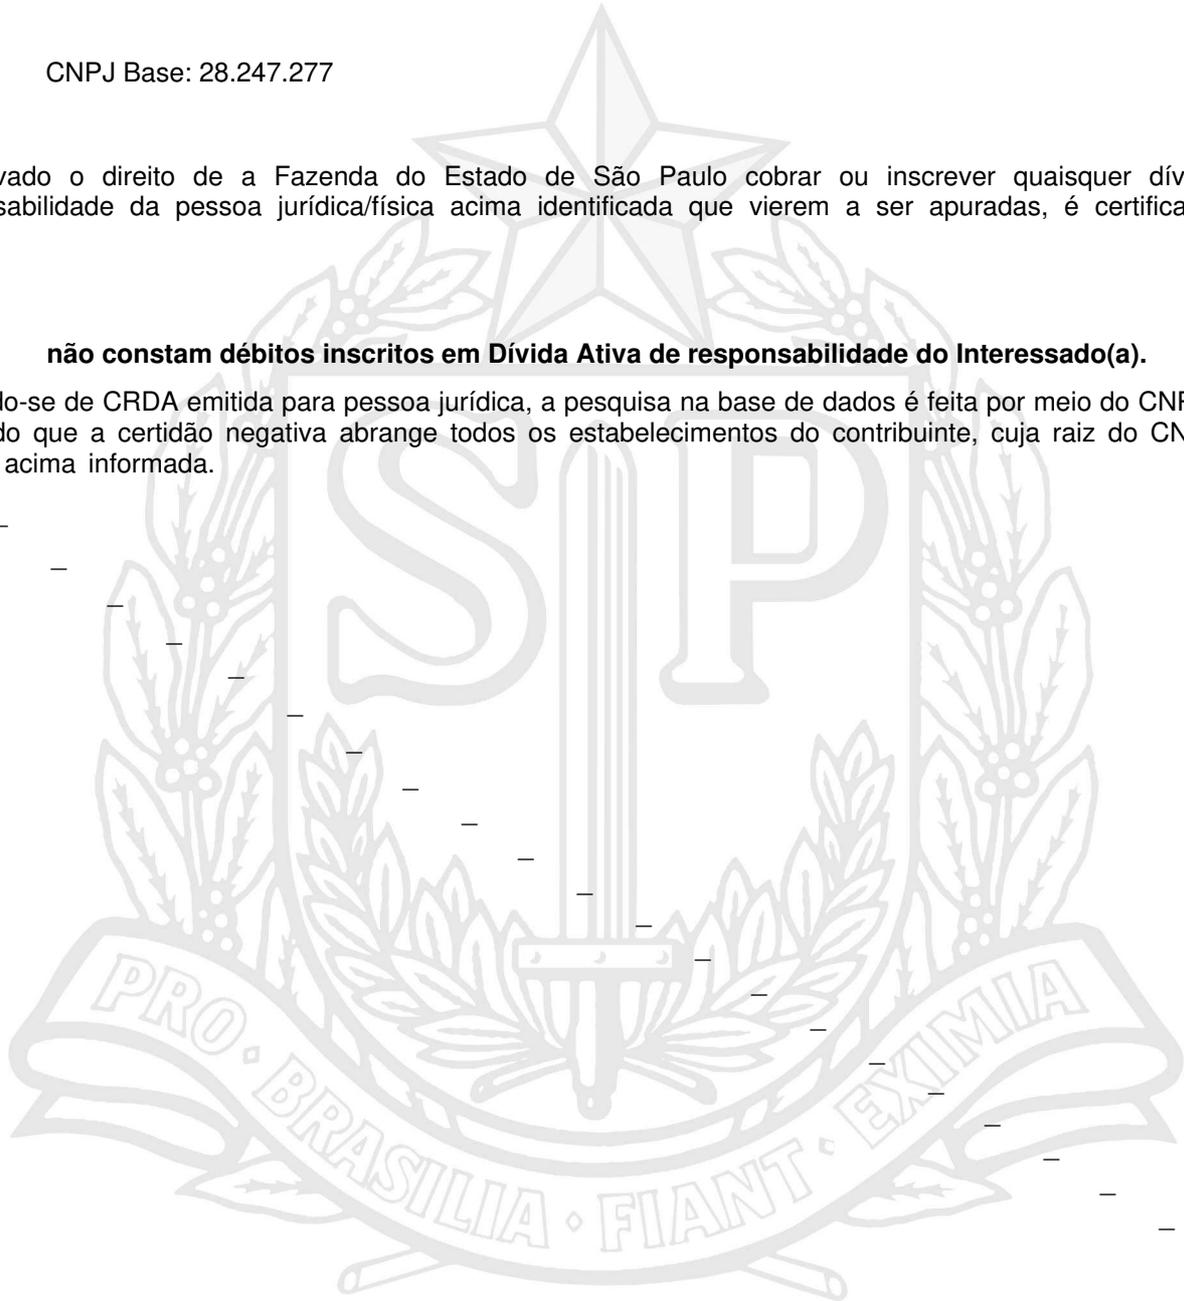 CNPJ Base: 28.247.277
vado o direito de a Fazenda do Estado de São Paulo cobrar ou inscrever quaisquer dív
sabilidade da pessoa jurídica/física acima identificada que vierem a ser apuradas, é certifica
não constam débitos inscritos em Dívida Ativa de responsabilidade do Interessado(a).
do-se de CRDA emitida para pessoa jurídica, a pesquisa na base de dados é feita por meio do CNP
do que a certidão negativa abrange todos os estabelecimentos do contribuinte, cuja raiz do CN
acima informada.
S P
PRO · BRASILIA · FIANT · EXIMIA